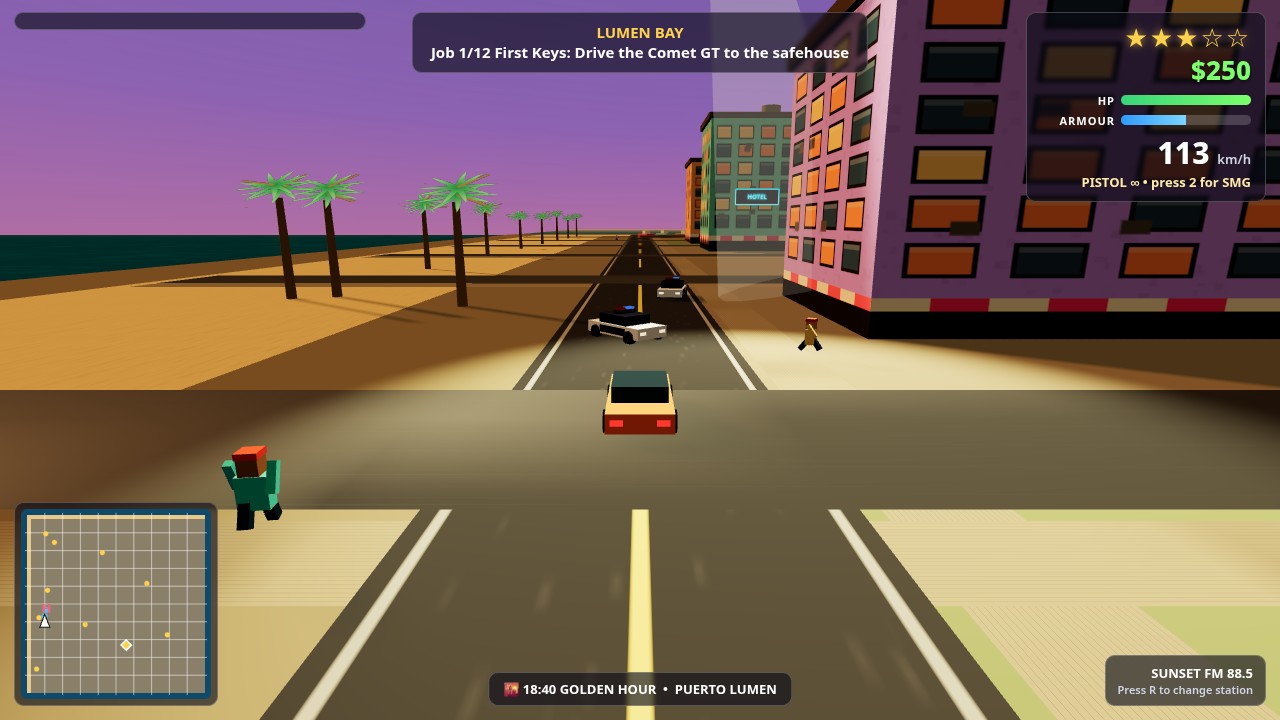 LUMEN BAY
Job 1/12 First Keys: Drive the Comet GT to the safehouse
★★★☆☆
$250
HP
ARMOUR
113 km/h
PISTOL ∞ • press 2 for SMG
HOTEL
18:40 GOLDEN HOUR • PUERTO LUMEN
SUNSET FM 88.5
Press R to change station